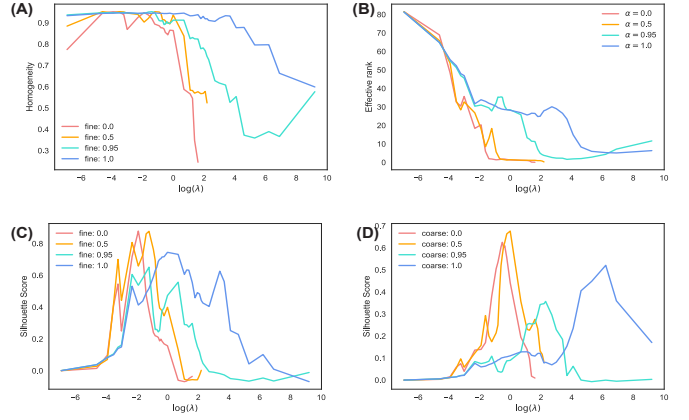 (A)
0.9
0.8
0.7
0.6
0.5
0.4
0.3
Homogeneity
fine: 0.0
fine: 0.5
fine: 0.95
fine: 1.0
−6 −4 −2 0 2 4 6 8 10
log(λ)
(B)
80
70
60
50
40
30
20
10
0
Effective rank
α = 0.0
α = 0.5
α = 0.95
α = 1.0
−6 −4 −2 0 2 4 6 8 10
log(λ)
(C)
0.8
0.6
0.4
0.2
0.0
Silhouette Score
fine: 0.0
fine: 0.5
fine: 0.95
fine: 1.0
−6 −4 −2 0 2 4 6 8 10
log(λ)
(D)
0.7
0.6
0.5
0.4
0.3
0.2
0.1
0.0
Silhouette Score
coarse: 0.0
coarse: 0.5
coarse: 0.95
coarse: 1.0
−6 −4 −2 0 2 4 6 8 10
log(λ)